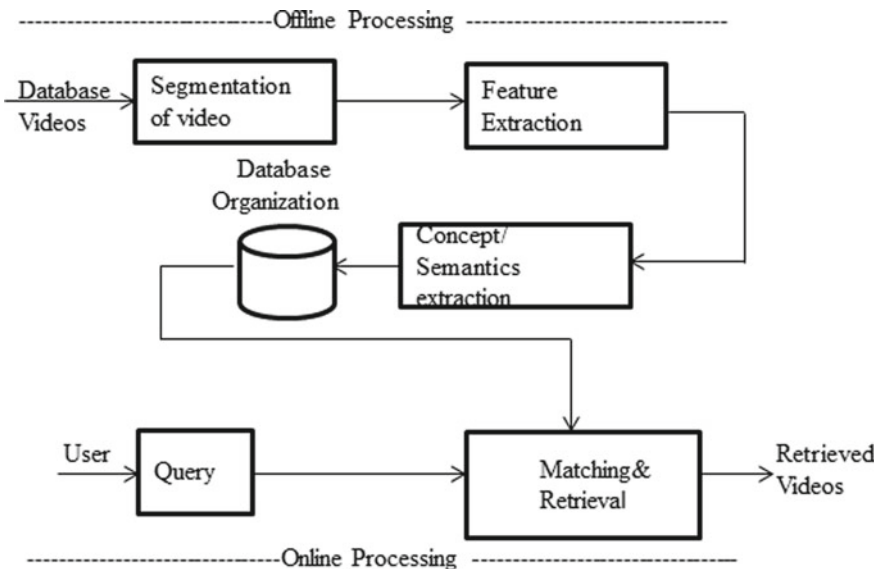 Offline Processing
Database
Videos
Segmentation
of video
Feature
Extraction
Database
Organization
Concept/
Semantics
extraction
User
Query
Matching&
Retrieval
Retrieved
Videos
Online Processing